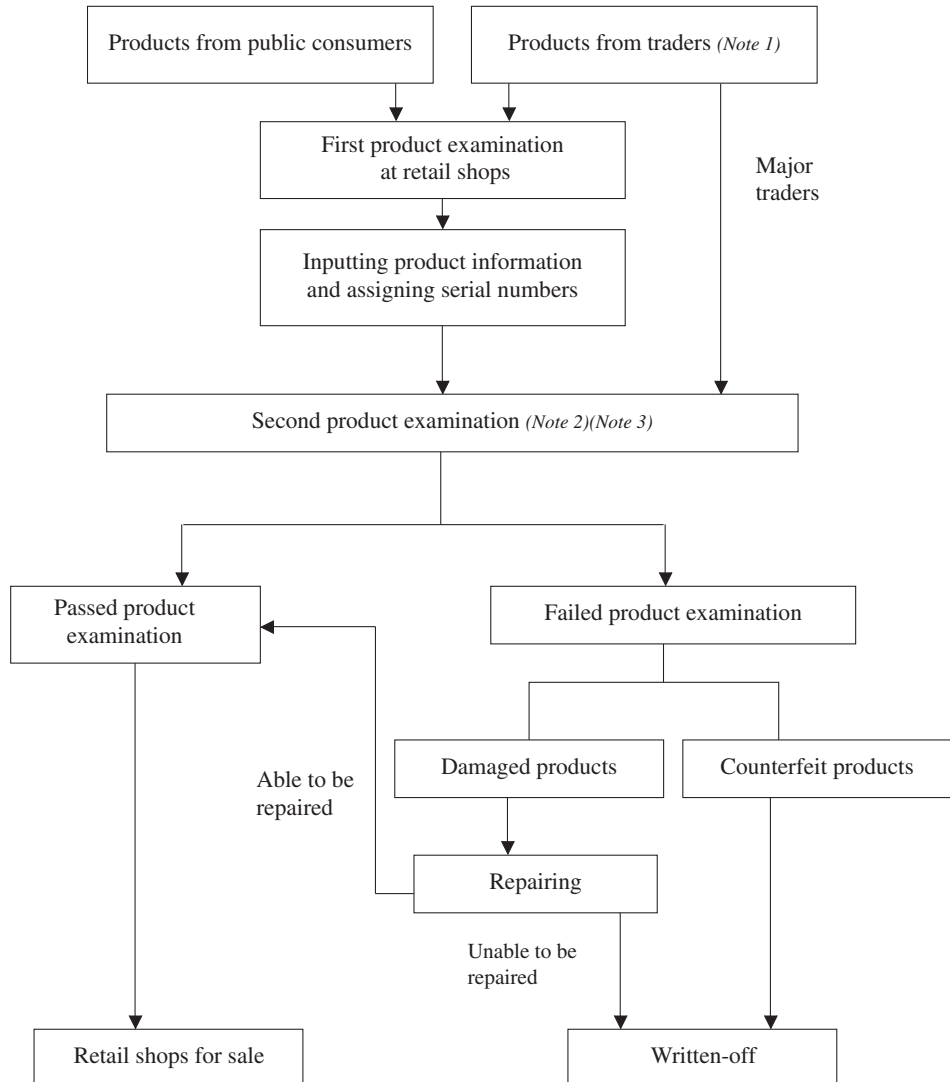 Products from public consumers
Products from traders (Note 1)
First product examination
at retail shops
Major
traders
Inputting product information
and assigning serial numbers
Second product examination (Note 2)(Note 3)
Passed product
examination
Failed product examination
Damaged products
Counterfeit products
Able to be
repaired
Repairing
Unable to be
repaired
Retail shops for sale
Written-off